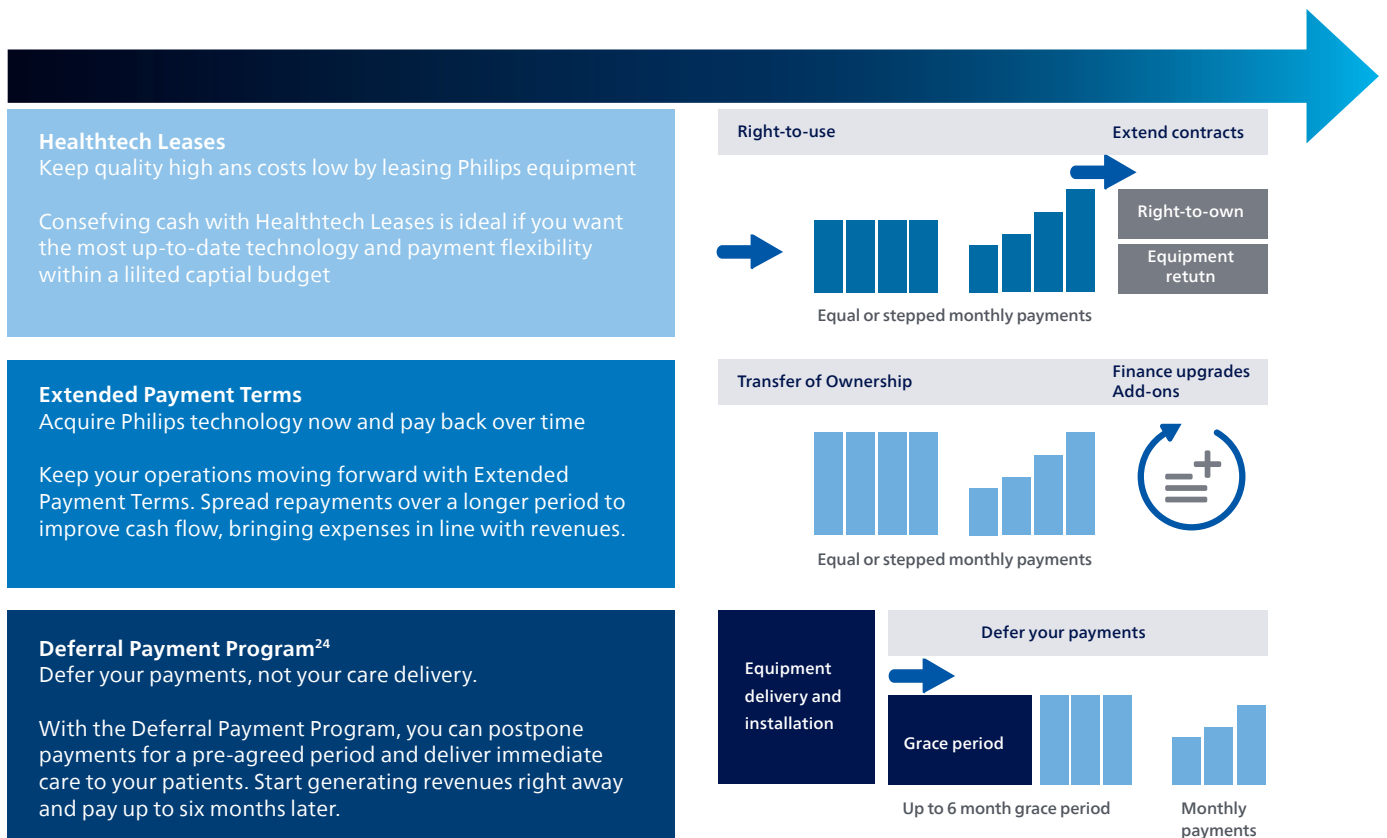 Healthtech Leases
Keep quality high ans costs low by leasing Philips equipment
Consefving cash with Healthtech Leases is ideal if you want
the most up-to-date technology and payment flexibility
within a lilited captial budget
Right-to-use
Extend contracts
Right-to-own
Equipment
retutn
Equal or stepped monthly payments
Extended Payment Terms
Acquire Philips technology now and pay back over time
Keep your operations moving forward with Extended
Payment Terms. Spread repayments over a longer period to
improve cash flow, bringing expenses in line with revenues.
Transfer of Ownership
Finance upgrades
Add-ons
Equal or stepped monthly payments
Deferral Payment Program24
Defer your payments, not your care delivery.
With the Deferral Payment Program, you can postpone
payments for a pre-agreed period and deliver immediate
care to your patients. Start generating revenues right away
and pay up to six months later.
Equipment
delivery and
installation
Defer your payments
Grace period
Up to 6 month grace period
Monthly
payments